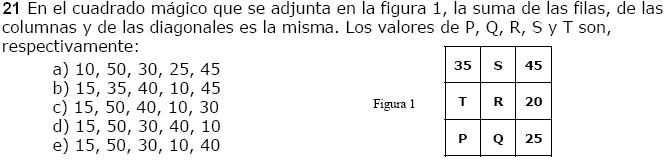 21 En el cuadrado mágico que se adjunta en la figura 1, la suma de las filas, de las
columnas y de las diagonales es la misma. Los valores de P, Q, R, S y T son,
respectivamente:
a) 10, 50, 30, 25, 45
b) 15, 35, 40, 10, 45
c) 15, 50, 40, 10, 30
d) 15, 50, 30, 40, 10
e) 15, 50, 30, 10, 40
Figura 1
35 S 45
T R 20
P Q 25